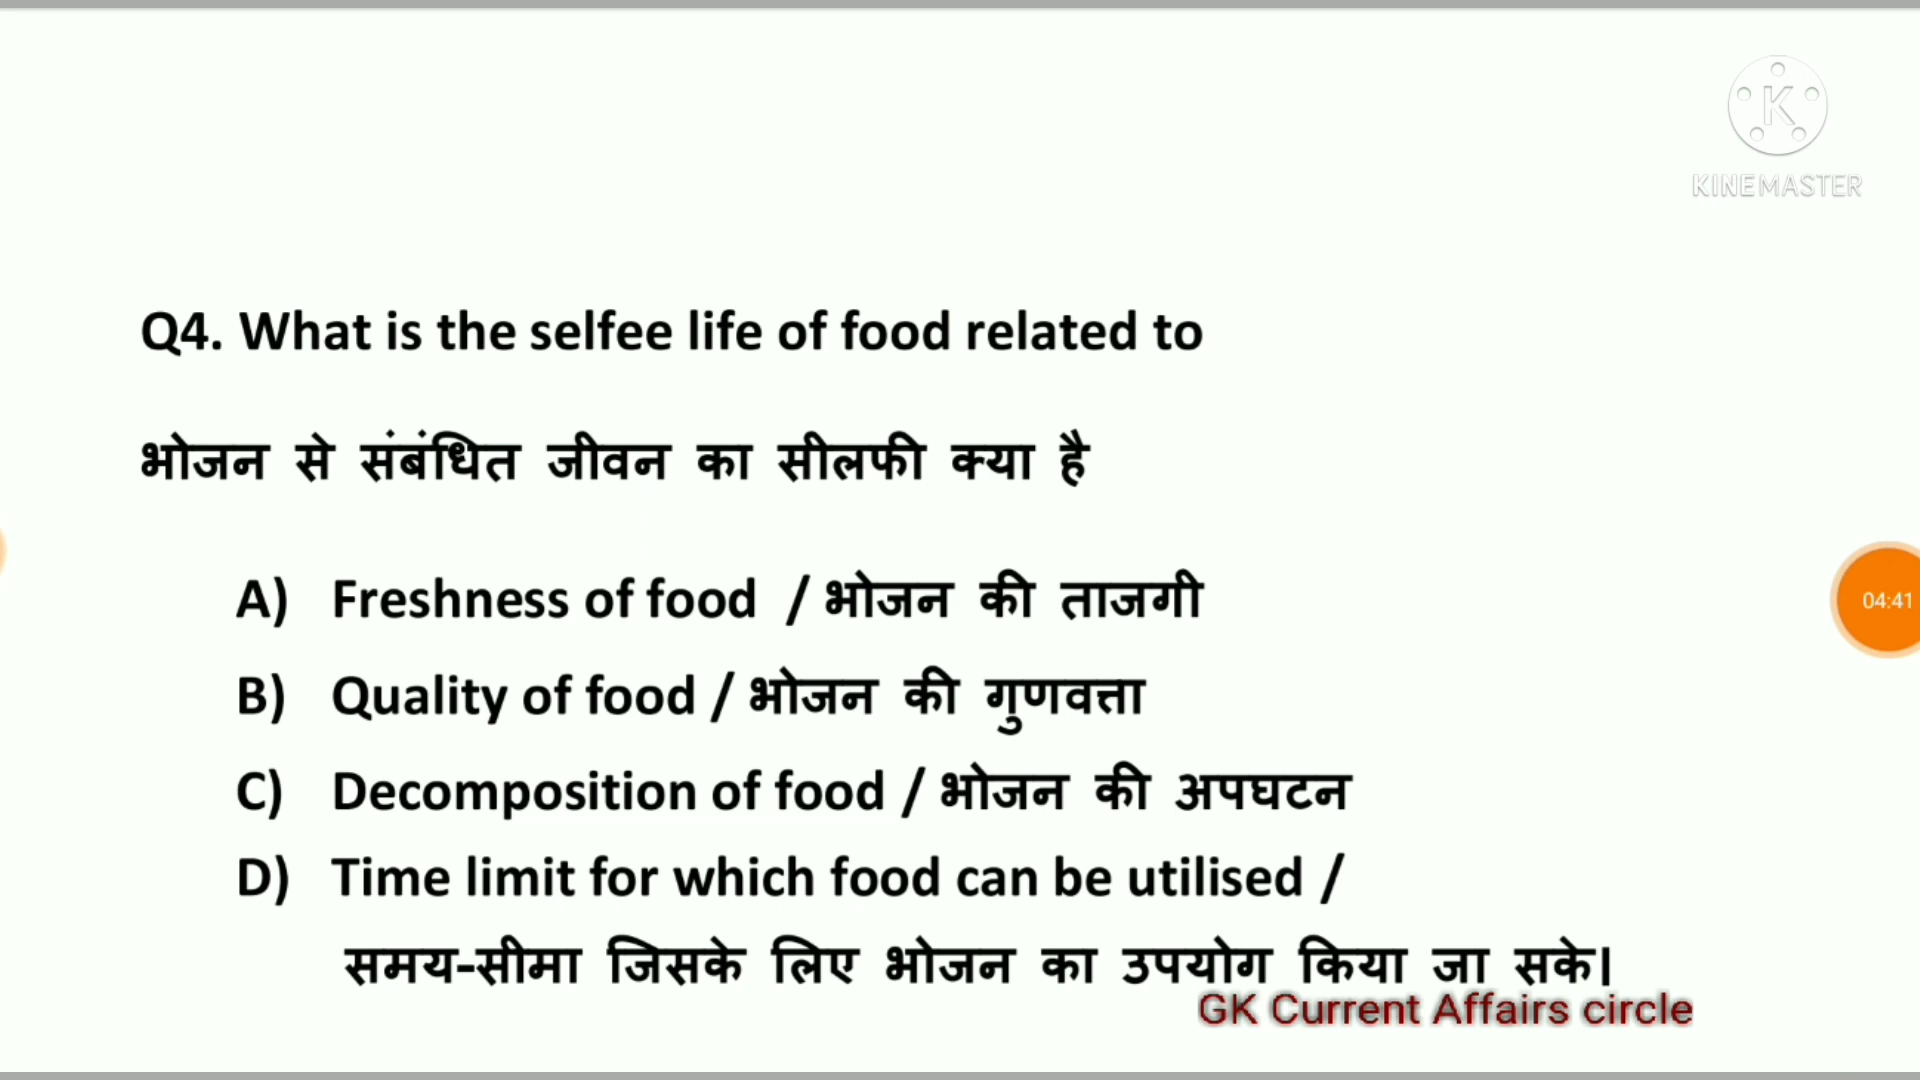 KINEMASTER
Q4. What is the selfee life of food related to
भोजन से संबंधित जीवन का सीलफी क्या है
A) Freshness of food / भोजन की ताजगी
04:41
B) Quality of food / भोजन की गुणवत्ता
C) Decomposition of food / भोजन की अपघटन
D) Time limit for which food can be utilised /
समय-सीमा जिसके लिए भोजन का उपयोग किया जा सके।
GK Current Affairs circle